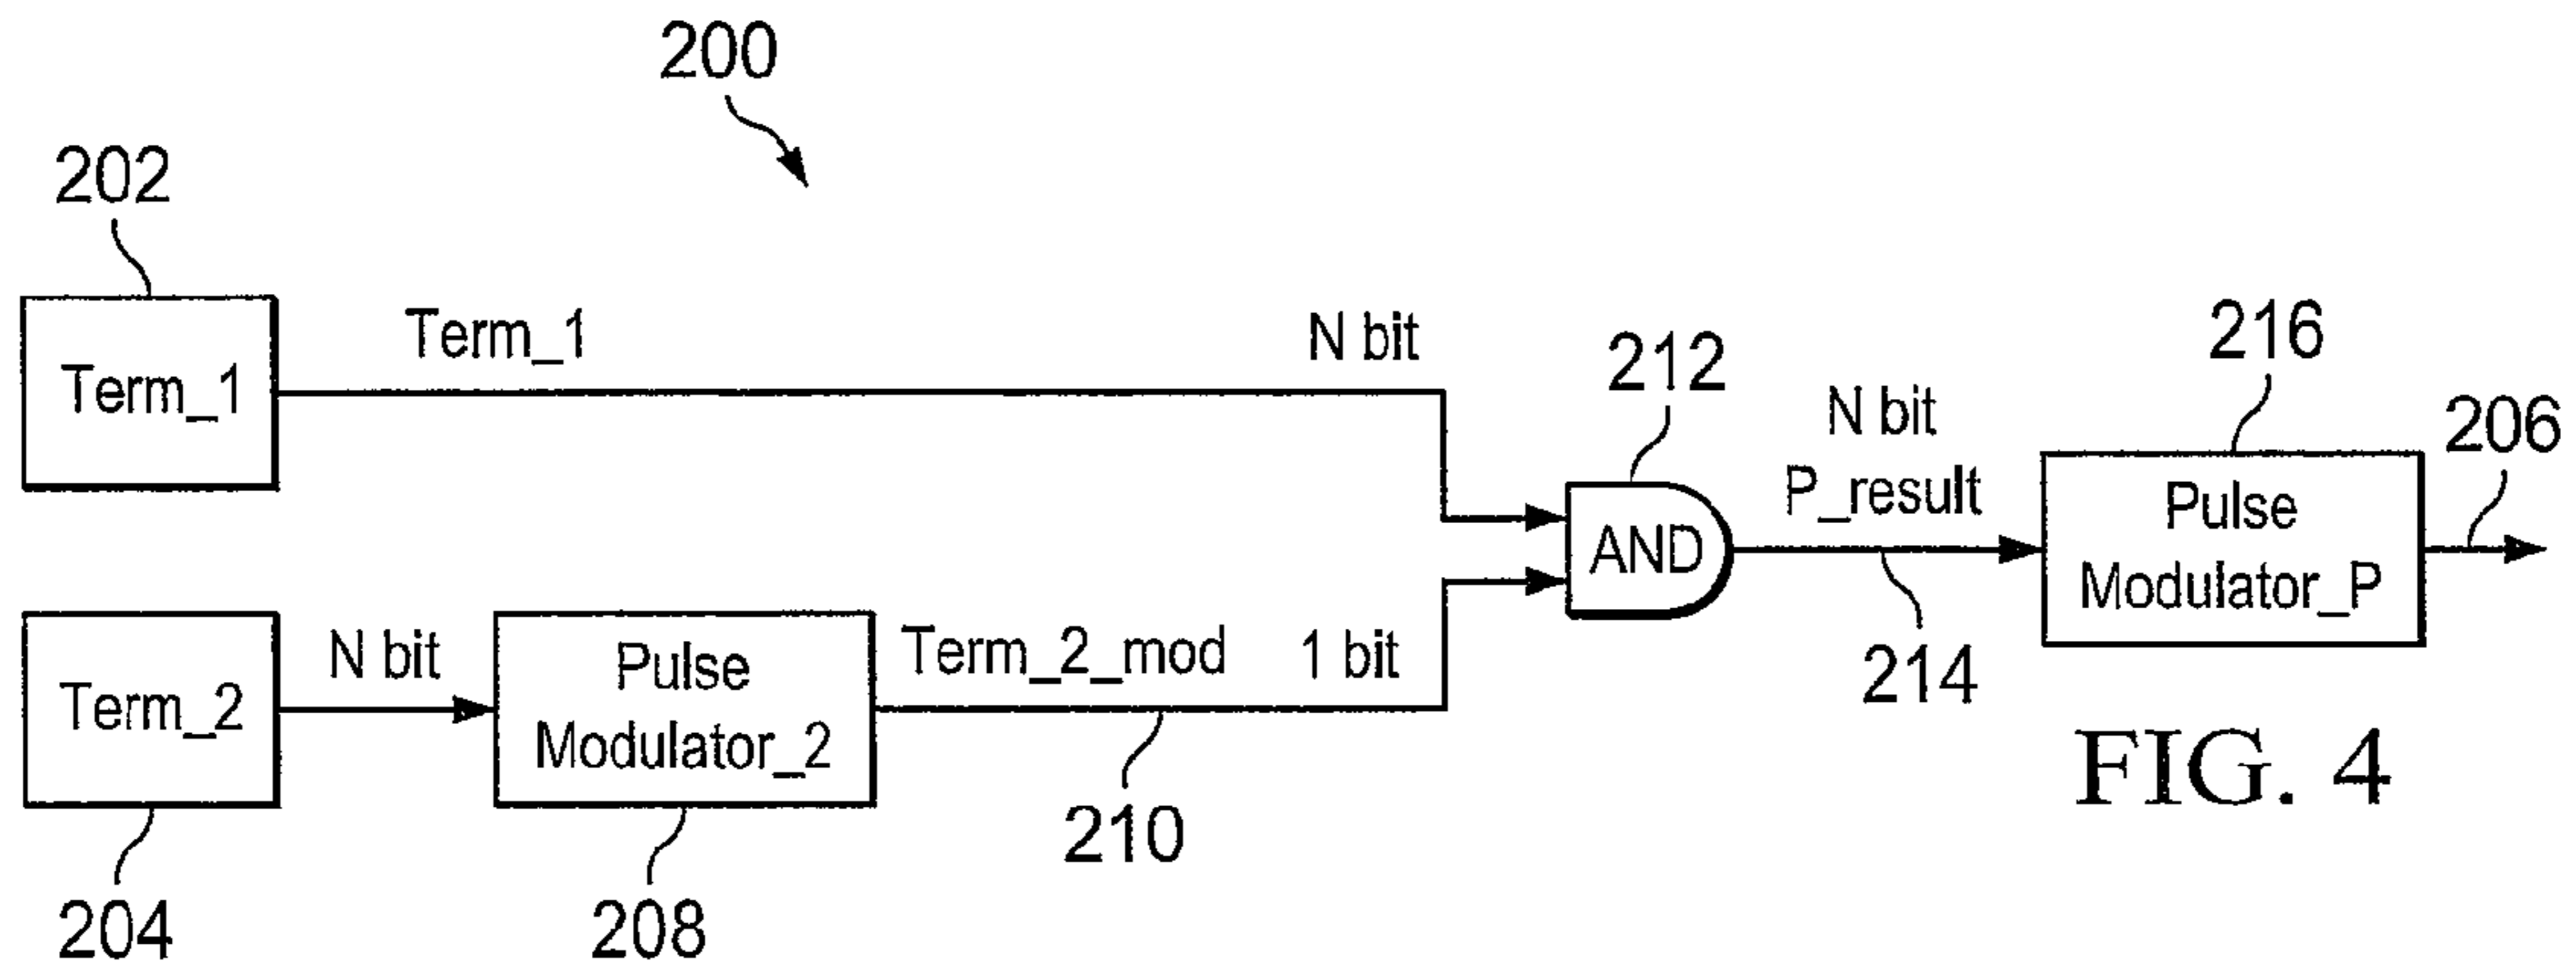 200
202
Term_1
Term_1
N bit
212
N bit
P_result
216
206
Pulse
Modulator_P
AND
Term_2
N bit
Pulse
Modulator_2
Term_2_mod
1 bit
214
210
204
208
FIG. 4